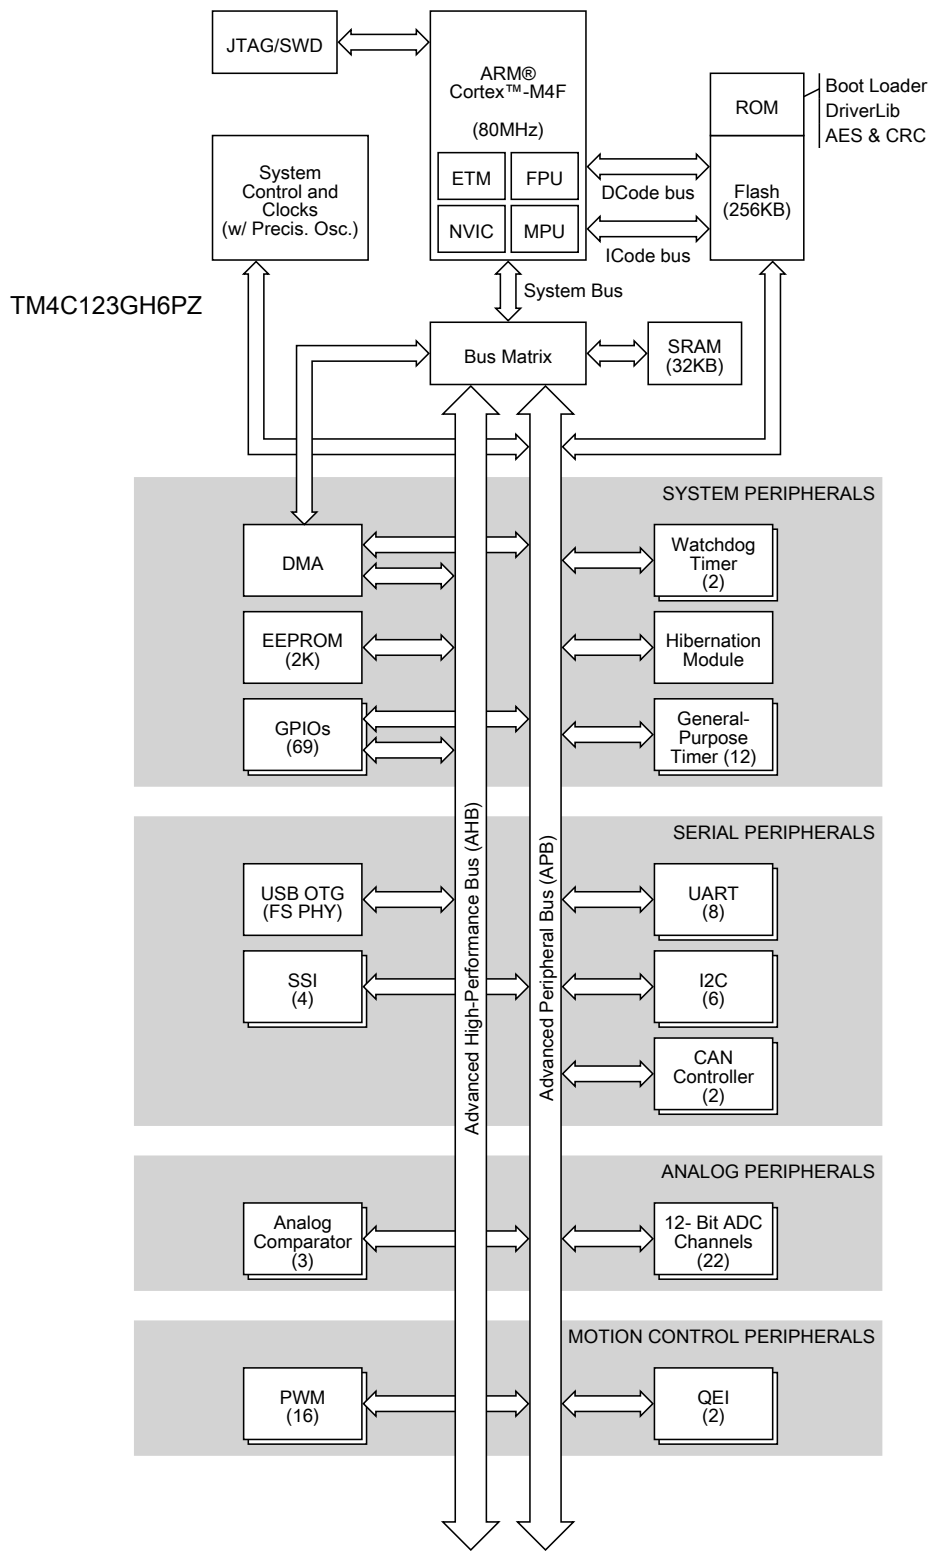 JTAG/SWD
ARM®
Cortex™-M4F
(80MHz)
ETM
FPU
NVIC
MPU
ROM
Boot Loader
DriverLib
AES & CRC
System
Control and
Clocks
(w/ Precis. Osc.)
DCode bus
Flash
(256KB)
ICode bus
TM4C123GH6PZ
System Bus
Bus Matrix
SRAM
(32KB)
SYSTEM PERIPHERALS
DMA
Watchdog
Timer
(2)
EEPROM
(2K)
Hibernation
Module
GPIOs
(69)
General-
Purpose
Timer (12)
Advanced High-Performance Bus (AHB)
Advanced Peripheral Bus (APB)
SERIAL PERIPHERALS
USB OTG
(FS PHY)
UART
(8)
SSI
(4)
I2C
(6)
CAN
Controller
(2)
ANALOG PERIPHERALS
Analog
Comparator
(3)
12- Bit ADC
Channels
(22)
MOTION CONTROL PERIPHERALS
PWM
(16)
QEI
(2)